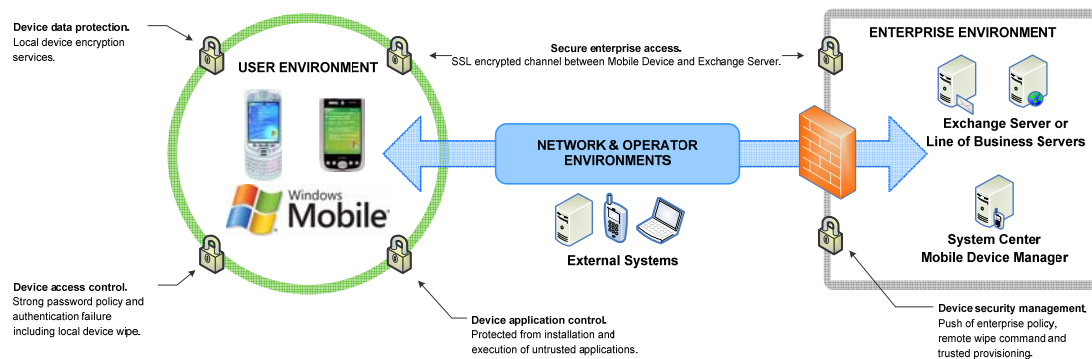 Device data protection.
Local device encryption
services.
USER ENVIRONMENT
Windows
Mobile®
Device access control.
Strong password policy and
authentication failure
including local device wipe.
Device application control.
Protected from installation and
execution of untrusted applications.
Secure enterprise access.
SSL encrypted channel between Mobile Device and Exchange Server.
NETWORK & OPERATOR
ENVIRONMENTS
External Systems
ENTERPRISE ENVIRONMENT
Exchange Server or
Line of Business Servers
System Center
Mobile Device Manager
Device security management.
Push of enterprise policy,
remote wipe command and
trusted provisioning.